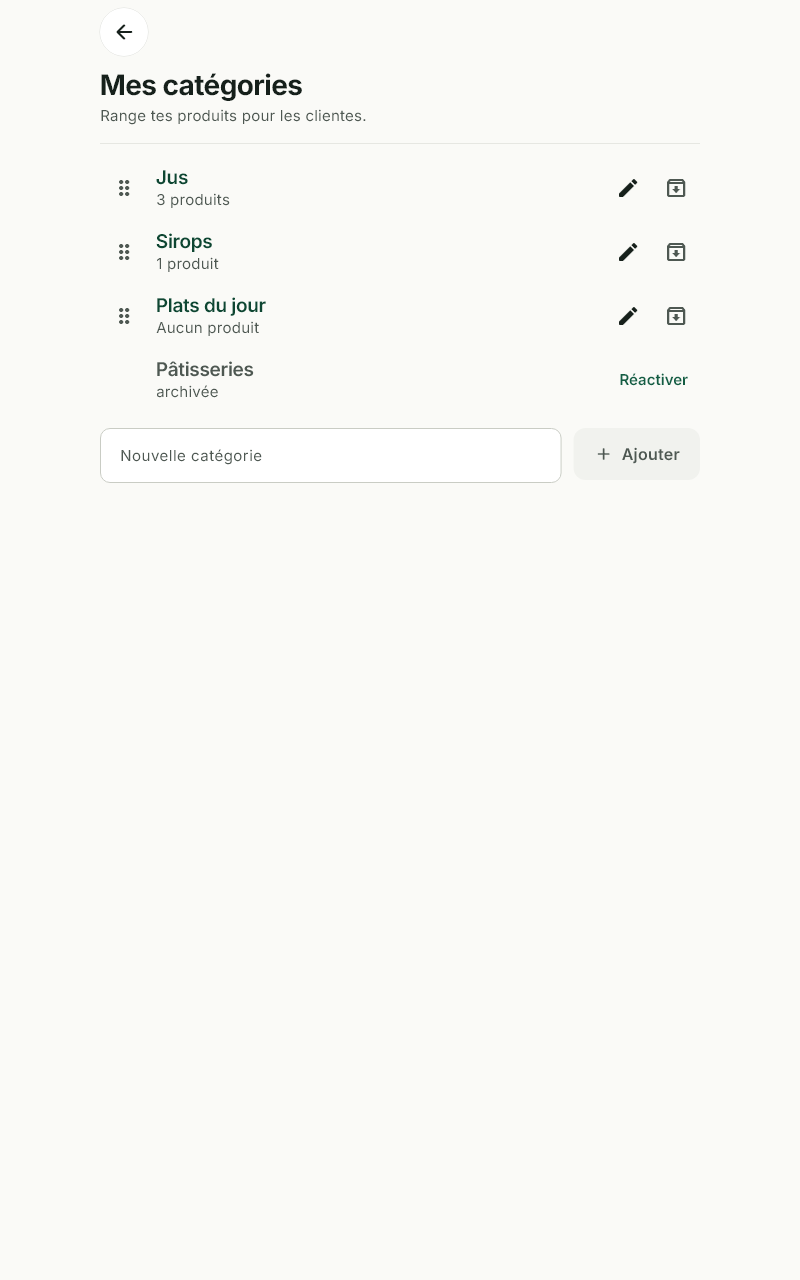 Mes catégories
Range tes produits pour les clientes.
Jus
3 produits
Sirops
1 produit
Plats du jour
Aucun produit
Pâtisseries
archivée
Réactiver
Nouvelle catégorie
Ajouter